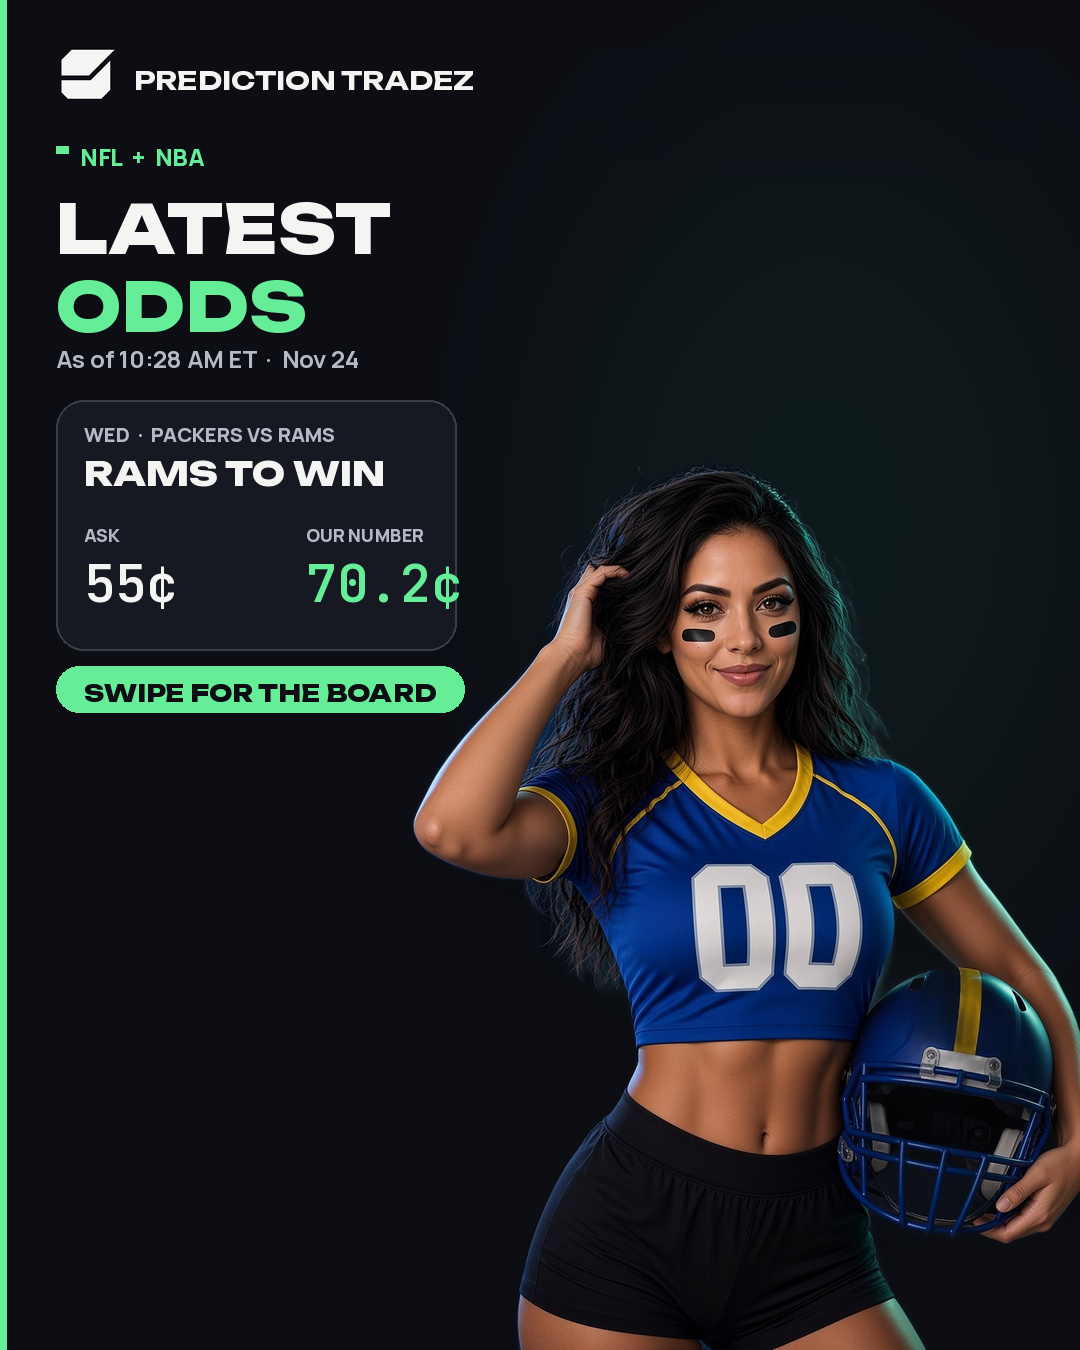 PREDICTION TRADEZ
NFL + NBA
LATEST
ODDS
As of 10:28 AM ET · Nov 24
WED · PACKERS VS RAMS
RAMS TO WIN
ASK
OUR NUMBER
55¢
70.2¢
SWIPE FOR THE BOARD
00